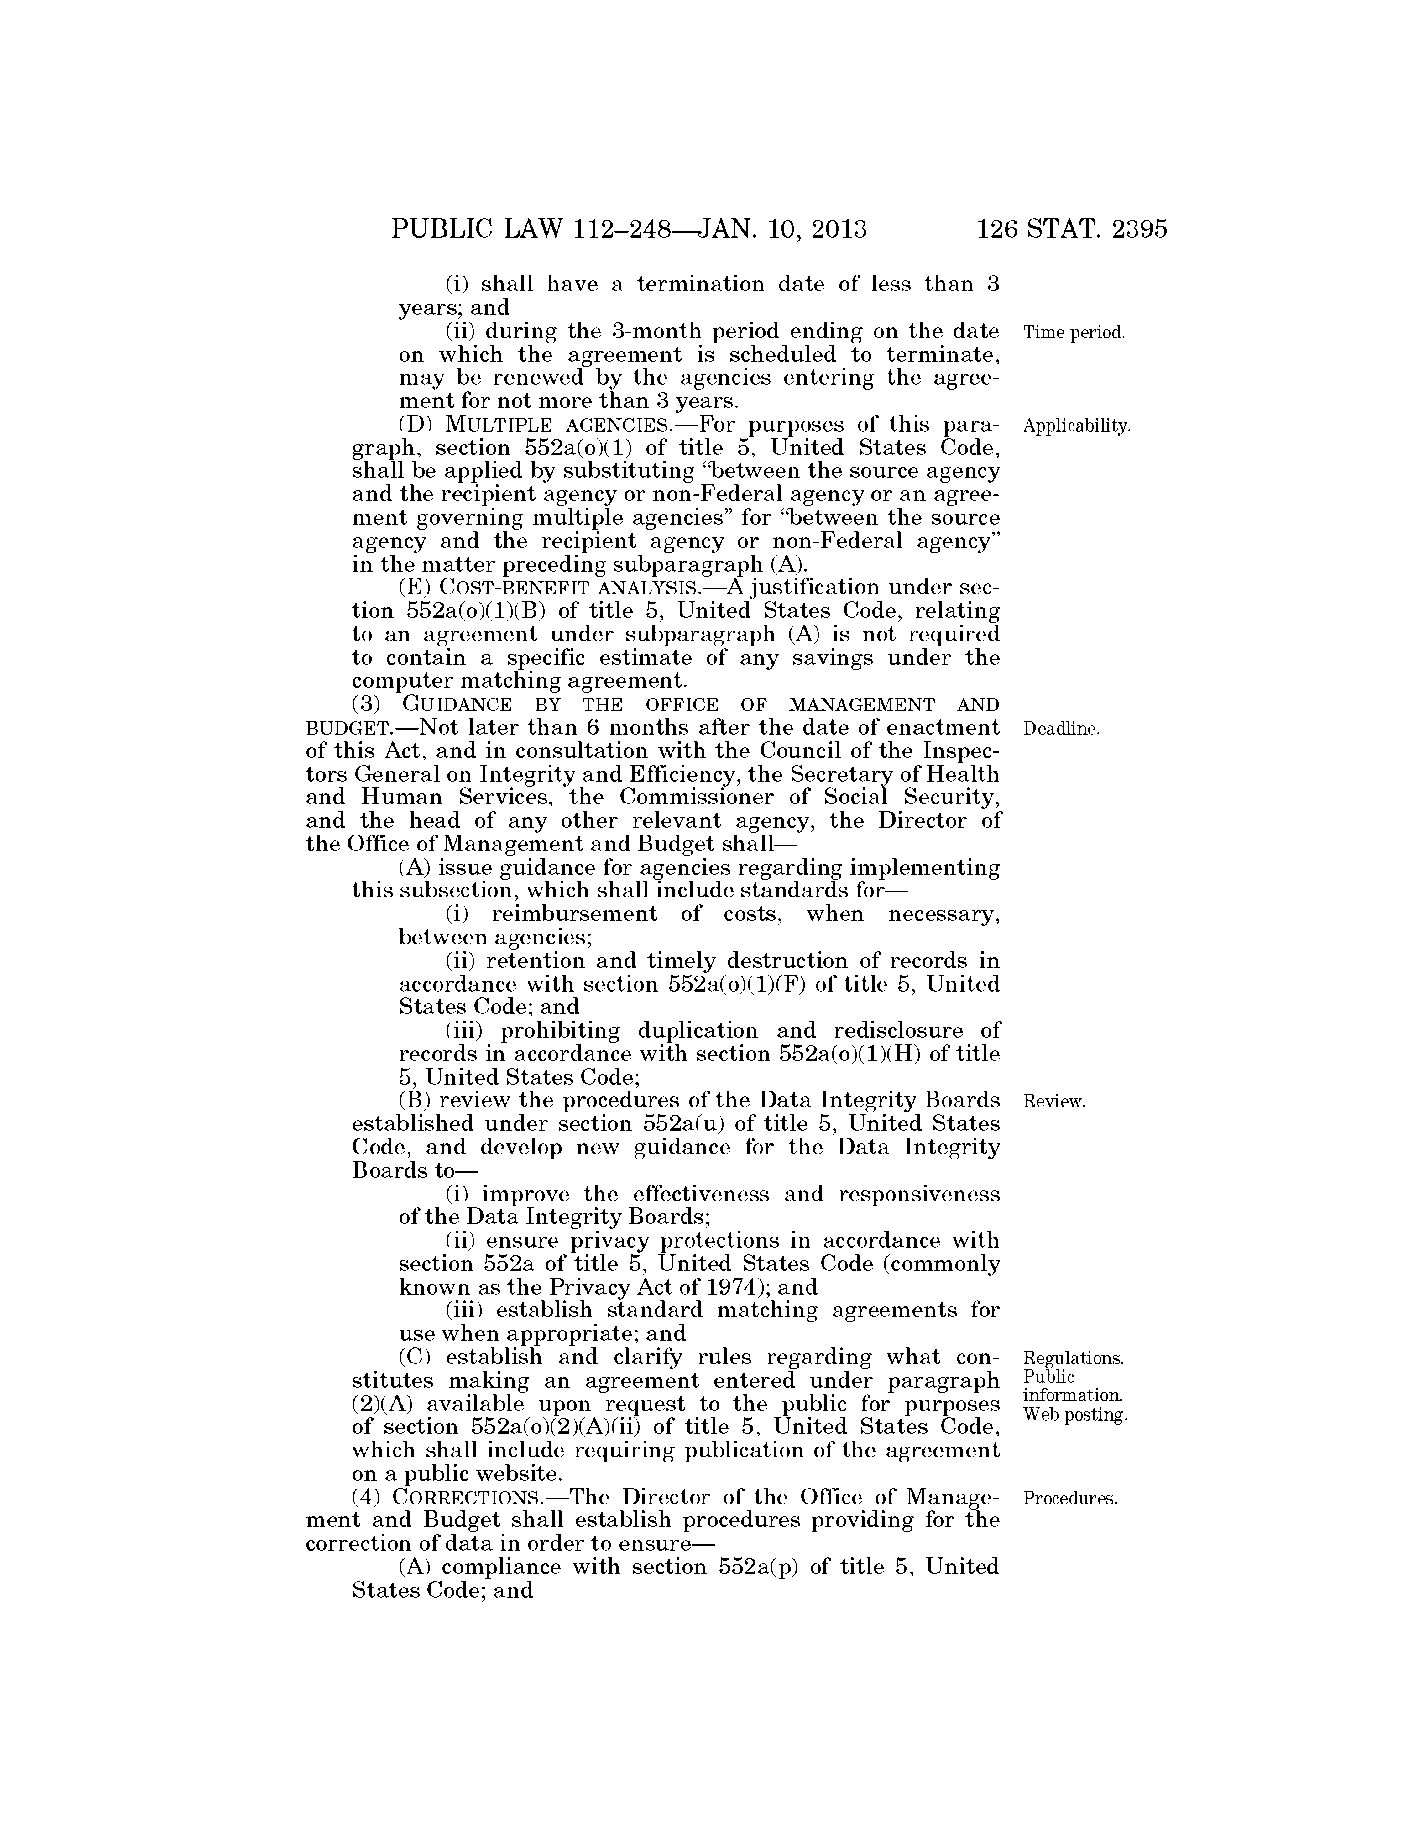 PUBLIC LAW 112–248—JAN. 10, 2013 126 STAT. 2395
(i) shall have a termination date of less than 3
years; and
(ii) during the 3-month period ending on the date
Time period.
on which the agreement is scheduled to terminate,
may be renewed by the agencies entering the agree-
ment for not more than 3 years.
(D) MULTIPLE AGENCIES.—For purposes of this para-
Applicability.
graph, section 552a(o)(1) of title 5, United States Code,
shall be applied by substituting “between the source agency
and the recipient agency or non-Federal agency or an agree-
ment governing multiple agencies” for “between the source
agency and the recipient agency or non-Federal agency”
in the matter preceding subparagraph (A).
(E) COST-BENEFIT ANALYSIS.—A justification under sec-
tion 552a(o)(1)(B) of title 5, United States Code, relating
to an agreement under subparagraph (A) is not required
to contain a specific estimate of any savings under the
computer matching agreement.
(3) GUIDANCE BY THE OFFICE OF MANAGEMENT AND
BUDGET.—Not later than 6 months after the date of enactment
Deadline.
of this Act, and in consultation with the Council of the Inspec-
tors General on Integrity and Efficiency, the Secretary of Health
and Human Services, the Commissioner of Social Security,
and the head of any other relevant agency, the Director of
the Office of Management and Budget shall—
(A) issue guidance for agencies regarding implementing
this subsection, which shall include standards for—
(i) reimbursement of costs, when necessary,
between agencies;
(ii) retention and timely destruction of records in
accordance with section 552a(o)(1)(F) of title 5, United
States Code; and
(iii) prohibiting duplication and redisclosure of
records in accordance with section 552a(o)(1)(H) of title
5, United States Code;
(B) review the procedures of the Data Integrity Boards
Review.
established under section 552a(u) of title 5, United States
Code, and develop new guidance for the Data Integrity
Boards to—
(i) improve the effectiveness and responsiveness
of the Data Integrity Boards;
(ii) ensure privacy protections in accordance with
section 552a of title 5, United States Code (commonly
known as the Privacy Act of 1974); and
(iii) establish standard matching agreements for
use when appropriate; and
(C) establish and clarify rules regarding what con-
Regulations.
stitutes making an agreement entered under paragraph
Public
(2)(A) available upon request to the public for purposes
information.
of section 552a(o)(2)(A)(ii) of title 5, United States Code,
Web posting.
which shall include requiring publication of the agreement
on a public website.
(4) CORRECTIONS.—The Director of the Office of Manage-
Procedures.
ment and Budget shall establish procedures providing for the
correction of data in order to ensure—
(A) compliance with section 552a(p) of title 5, United
States Code; and